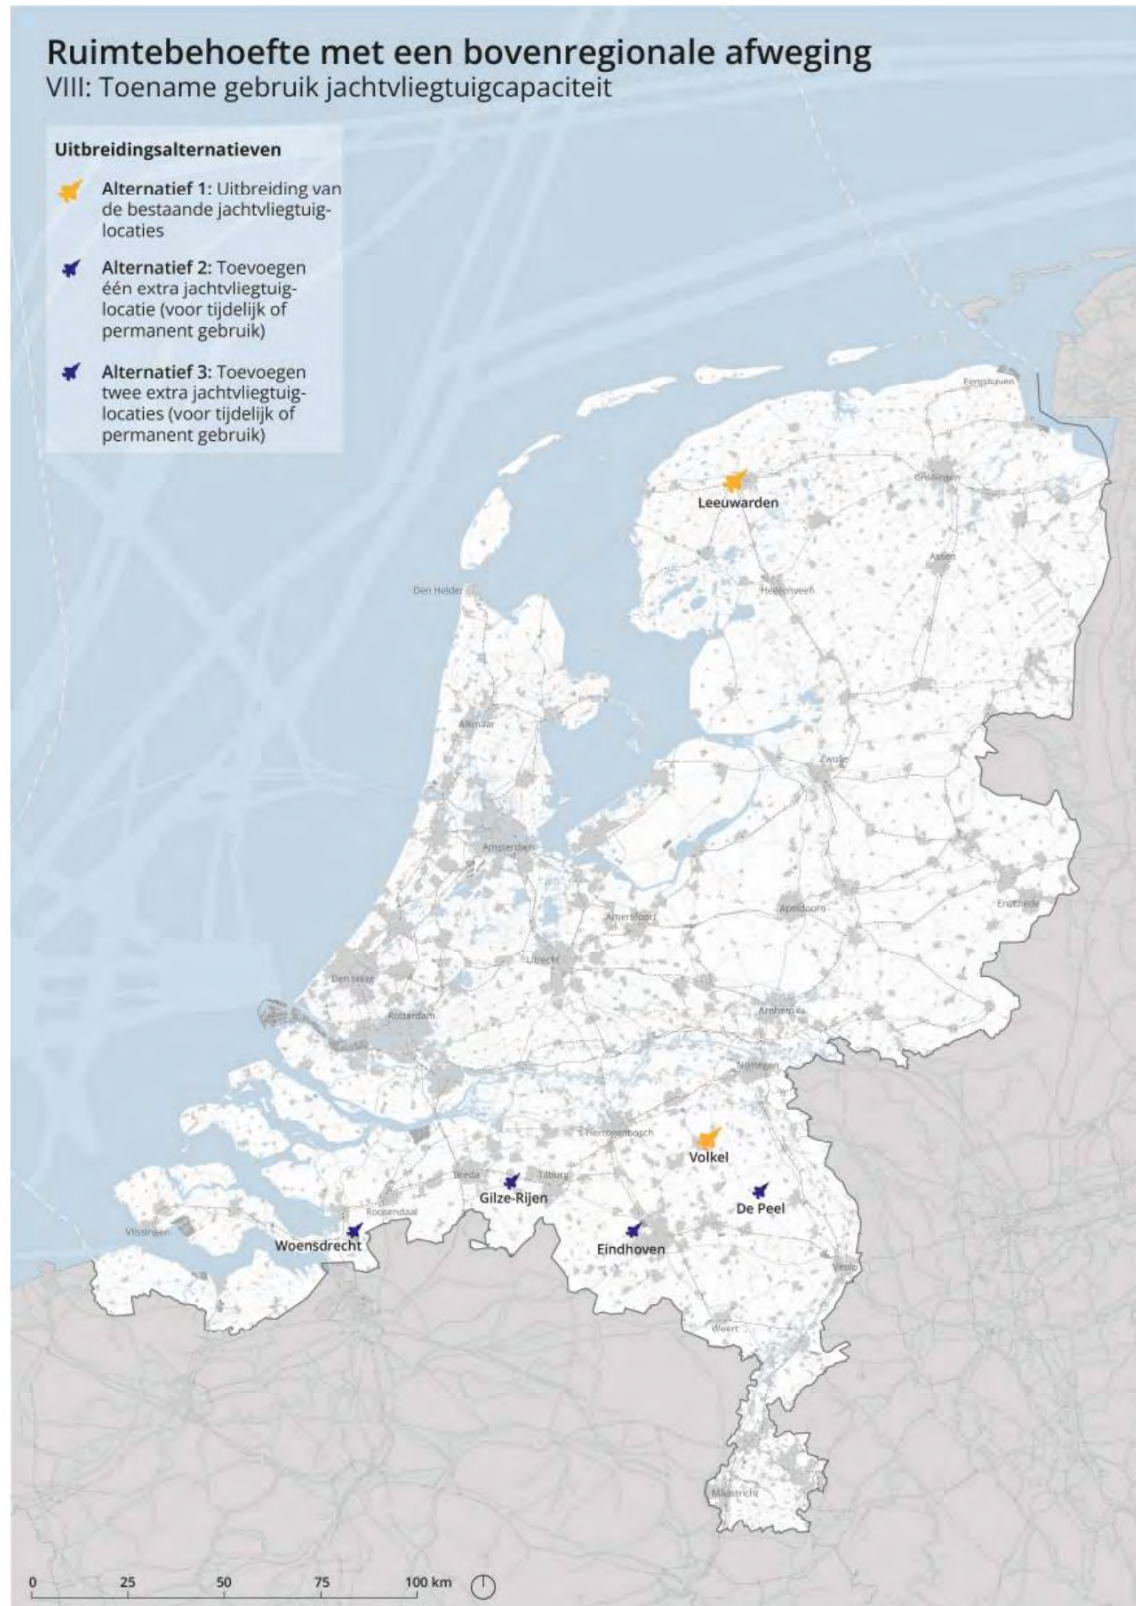 Ruimtebehoefte met een bovenregionale afweging
VIII: Toename gebruik jachtvliegtuigcapaciteit
Uitbreidingsalternatieven
Alternatief 1: Uitbreiding van
de bestaande jachtvliegtuig-
locaties
Alternatief 2: Toevoegen
één extra jachtvliegtuig-
locatie (voor tijdelijk of
permanent gebruik)
Alternatief 3: Toevoegen
twee extra jachtvliegtuig-
locaties (voor tijdelijk of
permanent gebruik)
Eemshaven
Groningen
Leeuwarden
Assen
Den Helder
Heerenveen
Alkmaar
Zwolle
Amsterdam
Apeldoorn
Enschede
Amersfoort
Utrecht
Den Haag
Arnhem
Rotterdam
Nijmegen
's-Hertogenbosch
Volkel
Breda
Tilburg
Gilze-Rijen
De Peel
Roosendaal
Vlissingen
Woensdrecht
Eindhoven
Venlo
Weert
Maastricht
0 25 50 75 100 km